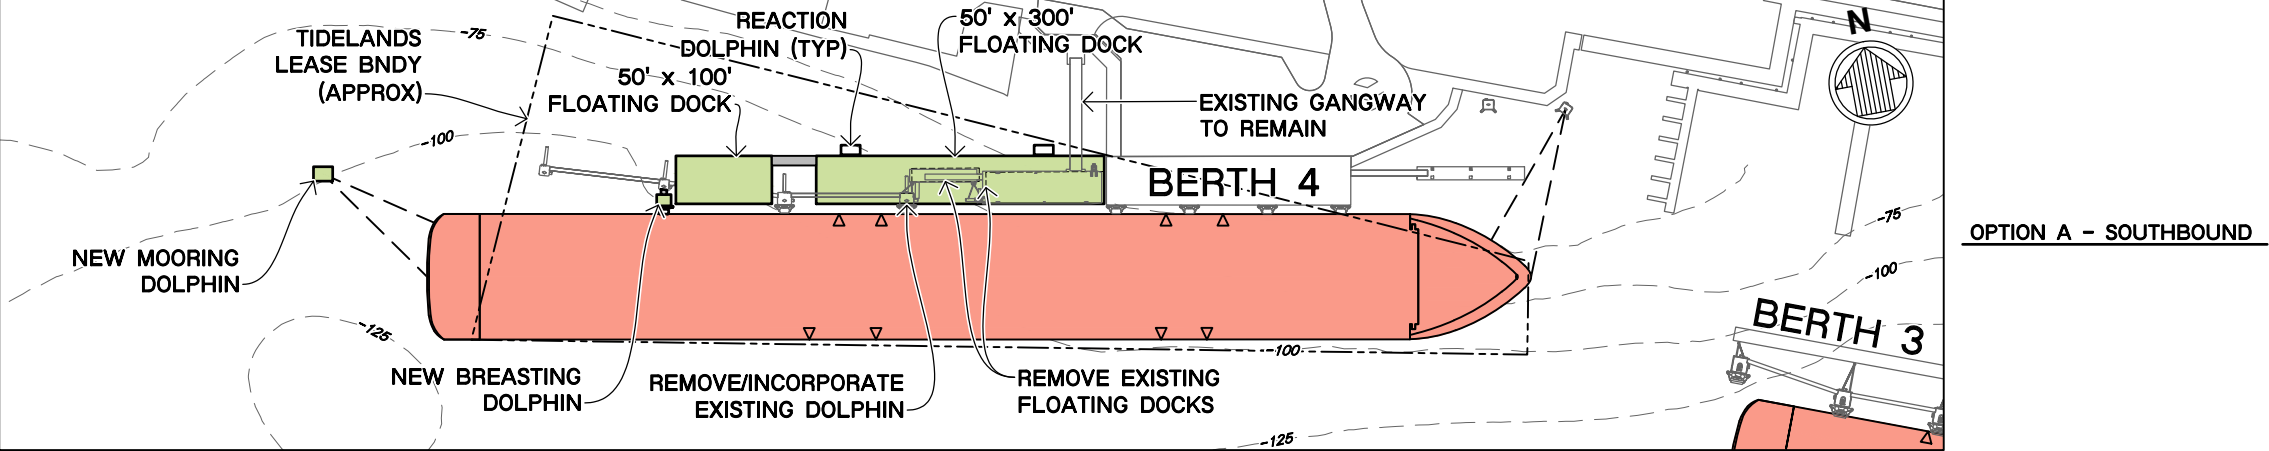 REACTION
DOLPHIN (TYP)
50' x 300'
FLOATING DOCK
N
-75
TIDELANDS
LEASE BNDY
(APPROX)
50' x 100'
FLOATING DOCK
EXISTING GANGWAY
TO REMAIN
-100
BERTH 4
-75
OPTION A - SOUTHBOUND
NEW MOORING
DOLPHIN
-100
BERTH 3
-125
-100
NEW BREASTING
DOLPHIN
REMOVE/INCORPORATE
EXISTING DOLPHIN
REMOVE EXISTING
FLOATING DOCKS
-125